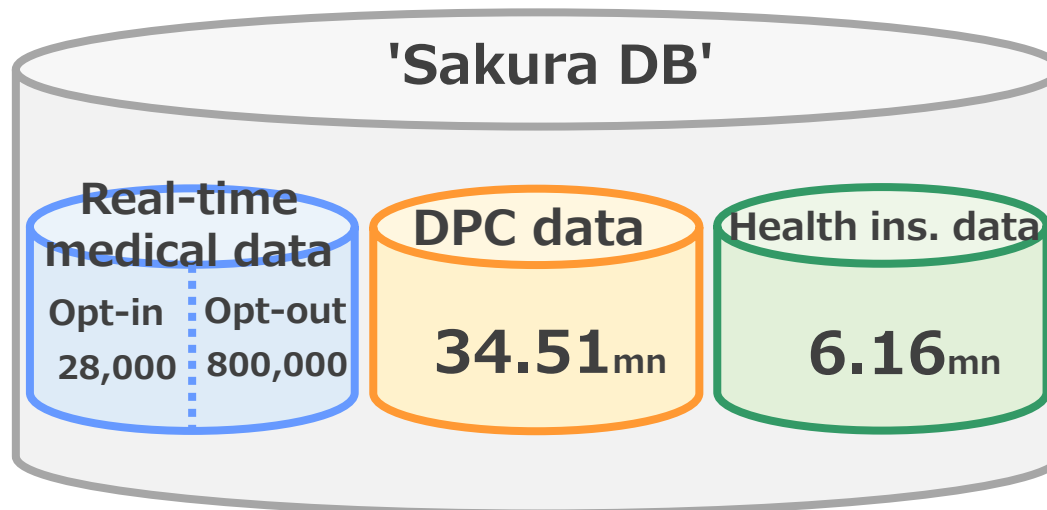 'Sakura DB'
Real-time
medical data
Opt-in
28,000
Opt-out
800,000
DPC data
34.51mn
Health ins. data
6.16mn